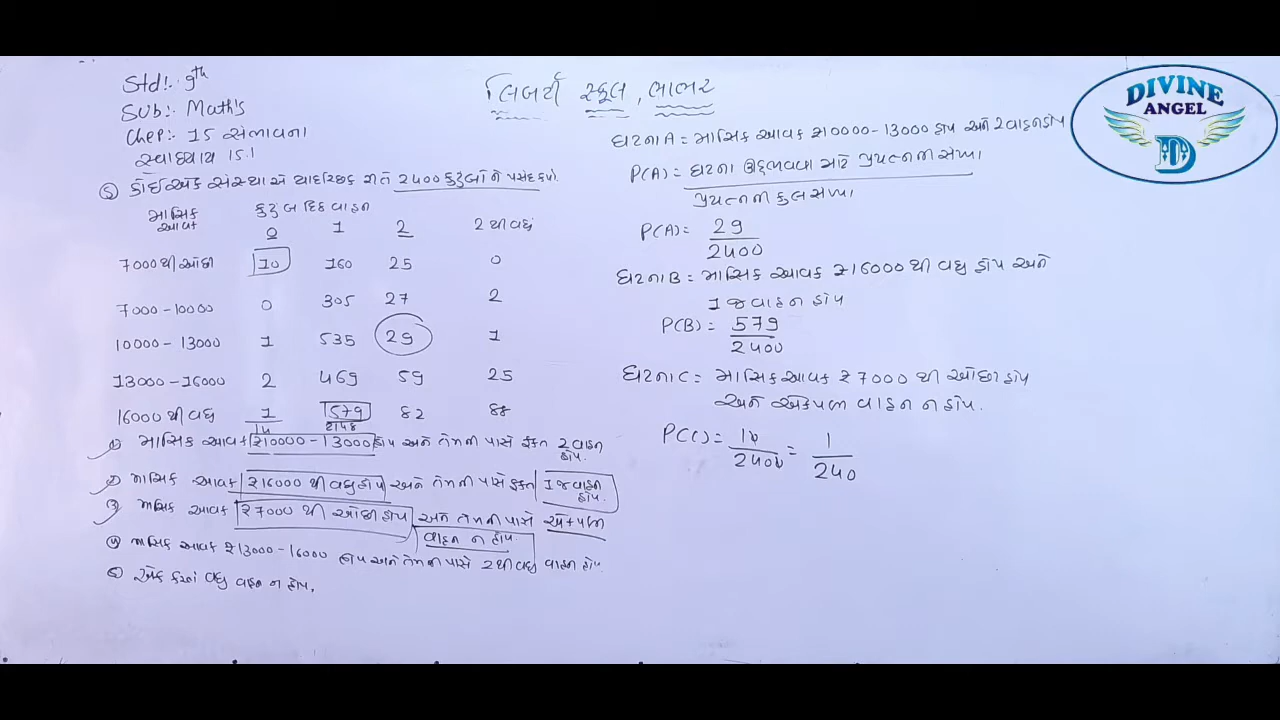 Std:- 9th
Sub:- Math's
Chep:- 15 સંભાવના
સ્વાધ્યાય 15.1
લિબર્ટી સ્કૂલ, લાખર
DIVINE
ANGEL
D
5 કોઈએક સંસ્થાએ યાદચ્છિક રીતે 2400 કુટુંબોને પસંદ કર્યા.
માસિક આવક
કુટુંબ દિઠ વાહન
0 1 2 2 થી વધું
7000 થી ઓછી 10 160 25 0
7000-10000 0 305 27 2
10000-13000 1 535 29 1
13000-16000 2 469 59 25
16000 થી વધુ 1 579 82 88
14 2148
① માસિક આવક ₹10000-13000 હોય અને તેમની પાસે ફક્ત 2 વાહન હોય.
② માસિક આવક ₹16000 થી વધુ હોય અને તેમની પાસે ફક્ત 1 જ વાહન હોય.
③ માસિક આવક ₹7000 થી ઓછી હોય અને તેમની પાસે એકપણ
વાહન ન હોય.
④ માસિક આવક ₹13000-16000 હોય અને તેમની પાસે 2 થી વધુ વાહન હોય.
⑤ એક કરતાં વધુ વાહન ન હોય.
ઘટના A = માસિક આવક ₹10000-13000 હોય અને 2 વાહન હોય
P(A) = ઘટના ઉદ્ભવવા માટે પ્રયત્નની સંખ્યા
પ્રયત્નની કુલ સંખ્યા
P(A) = 29
2400
ઘટના B = માસિક આવક ₹16000 થી વધુ હોય અને
1 જ વાહન હોય
P(B) = 579
2400
ઘટના C = માસિક આવક ₹7000 થી ઓછી હોય
અને એકપણ વાહન ન હોય.
P(C) = 10 = 1
2400 240